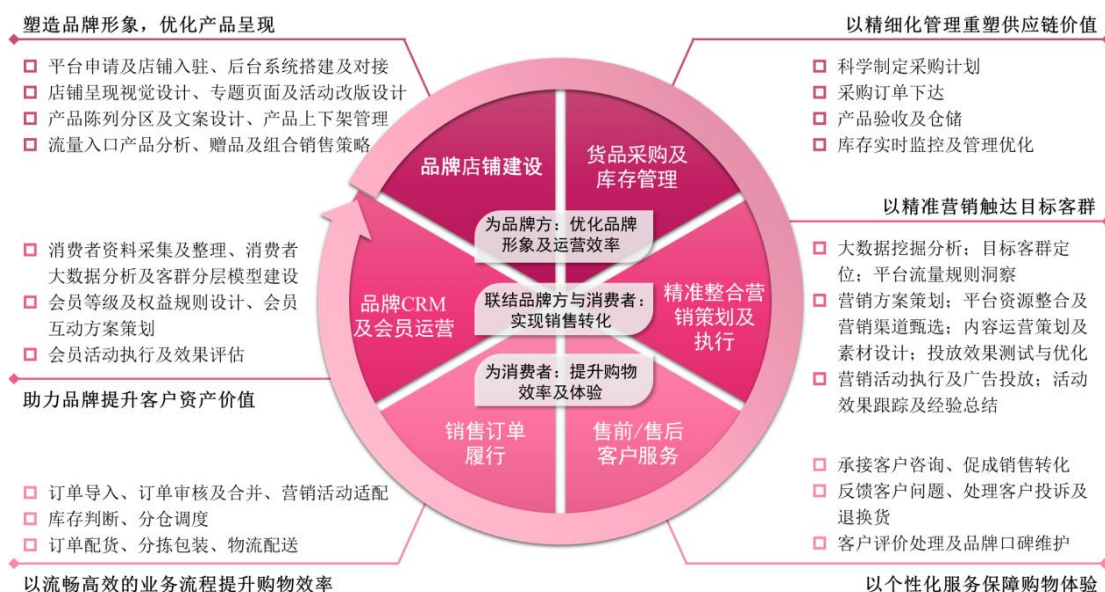 塑造品牌形象，优化产品呈现
平台申请及店铺入驻、后台系统搭建及对接
店铺呈现视觉设计、专题页面及活动改版设计
产品陈列分区及文案设计、产品上下架管理
流量入口产品分析、赠品及组合销售策略
以精细化管理重塑供应链价值
科学制定采购计划
采购订单下达
产品验收及仓储
库存实时监控及管理优化
品牌店铺建设
货品采购及
库存管理
为品牌方：优化品牌
形象及运营效率
品牌CRM
及会员运营
联结品牌方与消费者：
实现销售转化
精准整合营
销策划及
执行
为消费者：提升购物
效率及体验
销售订单
履行
售前/售后
客户服务
消费者资料采集及整理、消费者
大数据分析及客群分层模型建设
会员等级及权益规则设计、会员
互动方案策划
会员活动执行及效果评估
助力品牌提升客户资产价值
以精准营销触达目标客群
大数据挖掘分析；目标客群定
位；平台流量规则洞察
营销方案策划；平台资源整合及
营销渠道甄选；内容运营策划及
素材设计；投放效果测试与优化
营销活动执行及广告投放；活动
效果跟踪及经验总结
订单导入、订单审核及合并、营销活动适配
库存判断、分仓调度
订单配货、分拣包装、物流配送
以流畅高效的业务流程提升购物效率
承接客户咨询、促成销售转化
反馈客户问题、处理客户投诉及
退换货
客户评价处理及品牌口碑维护
以个性化服务保障购物体验